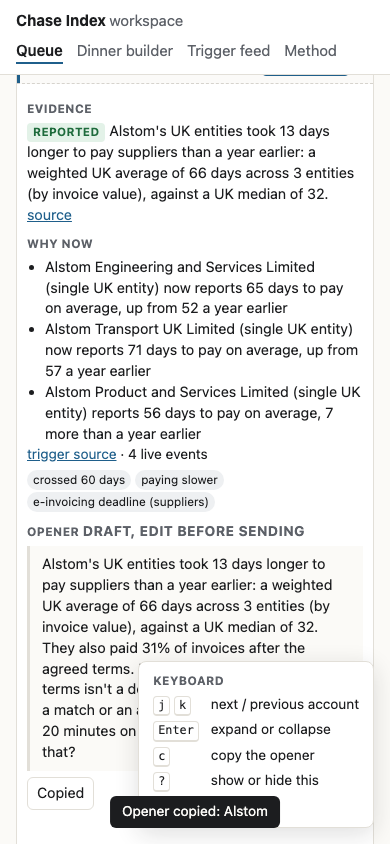 Chase Index workspace
Queue Dinner builder Trigger feed Method
EVIDENCE
REPORTED Alstom's UK entities took 13 days
longer to pay suppliers than a year earlier: a
weighted UK average of 66 days across 3 entities
(by invoice value), against a UK median of 32.
source
WHY NOW
• Alstom Engineering and Services Limited
(single UK entity) now reports 65 days to pay
on average, up from 52 a year earlier
• Alstom Transport UK Limited (single UK entity)
now reports 71 days to pay on average, up from
57 a year earlier
• Alstom Product and Services Limited (single UK
entity) reports 56 days to pay on average, 7
more than a year earlier
trigger source · 4 live events
crossed 60 days paying slower
e-invoicing deadline (suppliers)
OPENER DRAFT, EDIT BEFORE SENDING
Alstom's UK entities took 13 days longer to
pay suppliers than a year earlier: a weighted
UK average of 66 days across 3 entities (by
invoice value), against a UK median of 32.
They also paid 31% of invoices after the
agreed terms.
terms isn't a
a match or an
20 minutes on
that?
KEYBOARD
j k next / previous account
Enter expand or collapse
c copy the opener
? show or hide this
Copied
Opener copied: Alstom